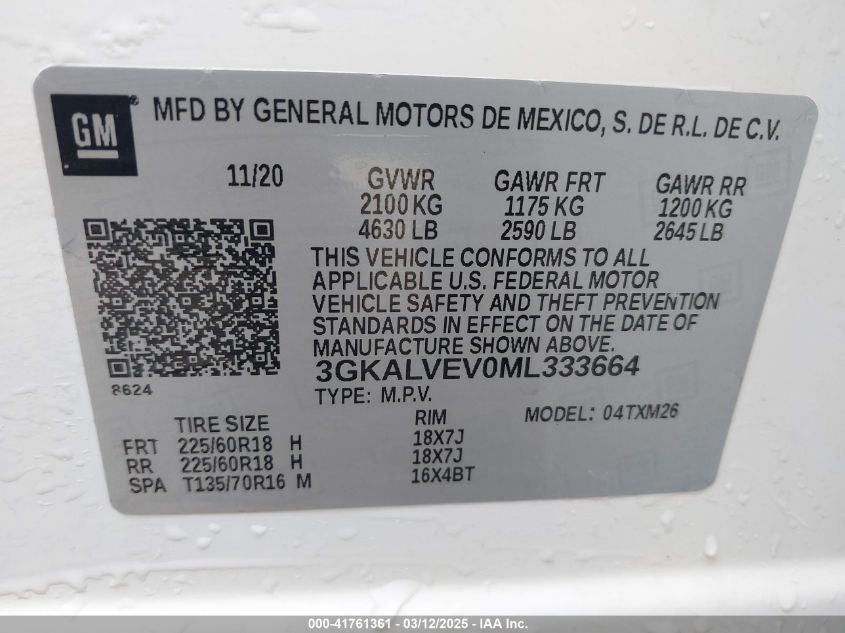 GM ® MFD BY GENERAL MOTORS DE MEXICO, S. DE R.L. DE C.V.
11/20 GVWR GAWR FRT GAWR RR
2100 KG 1175 KG 1200 KG
4630 LB 2590 LB 2645 LB
THIS VEHICLE CONFORMS TO ALL
APPLICABLE U.S. FEDERAL MOTOR
VEHICLE SAFETY AND THEFT PREVENTION
STANDARDS IN EFFECT ON THE DATE OF
MANUFACTURE SHOWN ABOVE.
3GKALVEV0ML333664
8624
TYPE: M.P.V.
TIRE SIZE RIM MODEL: 04TXM26
FRT 225/60R18 H 18X7J
RR 225/60R18 H 18X7J
SPA T135/70R16 M 16X4BT
000-41761361 - 03/12/2025 - IAA Inc.